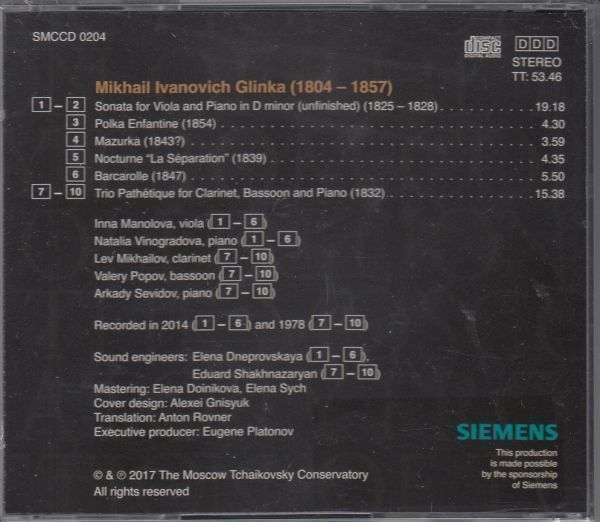 SMCCD 0204
COMPACT
disc
DIGITAL AUDIO
DDD
STEREO
TT: 53.46
Mikhail Ivanovich Glinka (1804 – 1857)
1 – 2 Sonata for Viola and Piano in D minor (unfinished) (1825 – 1828) 19.18
3 Polka Enfantine (1854) 4.30
4 Mazurka (1843?) 3.59
5 Nocturne “La Séparation” (1839) 4.35
6 Barcarolle (1847) 5.50
7 – 10 Trio Pathétique for Clarinet, Bassoon and Piano (1832) 15.38
Inna Manolova, viola (1 – 6)
Natalia Vinogradova, piano (1 – 6)
Lev Mikhailov, clarinet (7 – 10)
Valery Popov, bassoon (7 – 10)
Arkady Sevidov, piano (7 – 10)
Recorded in 2014 (1 – 6) and 1978 (7 – 10)
Sound engineers: Elena Dneprovskaya (1 – 6),
Eduard Shakhnazaryan (7 – 10)
Mastering: Elena Doinikova, Elena Sych
Cover design: Alexei Gnisyuk
Translation: Anton Rovner
Executive producer: Eugene Platonov
SIEMENS
This production
is made possible
by the sponsorship
of Siemens
© & ℗ 2017 The Moscow Tchaikovsky Conservatory
All rights reserved